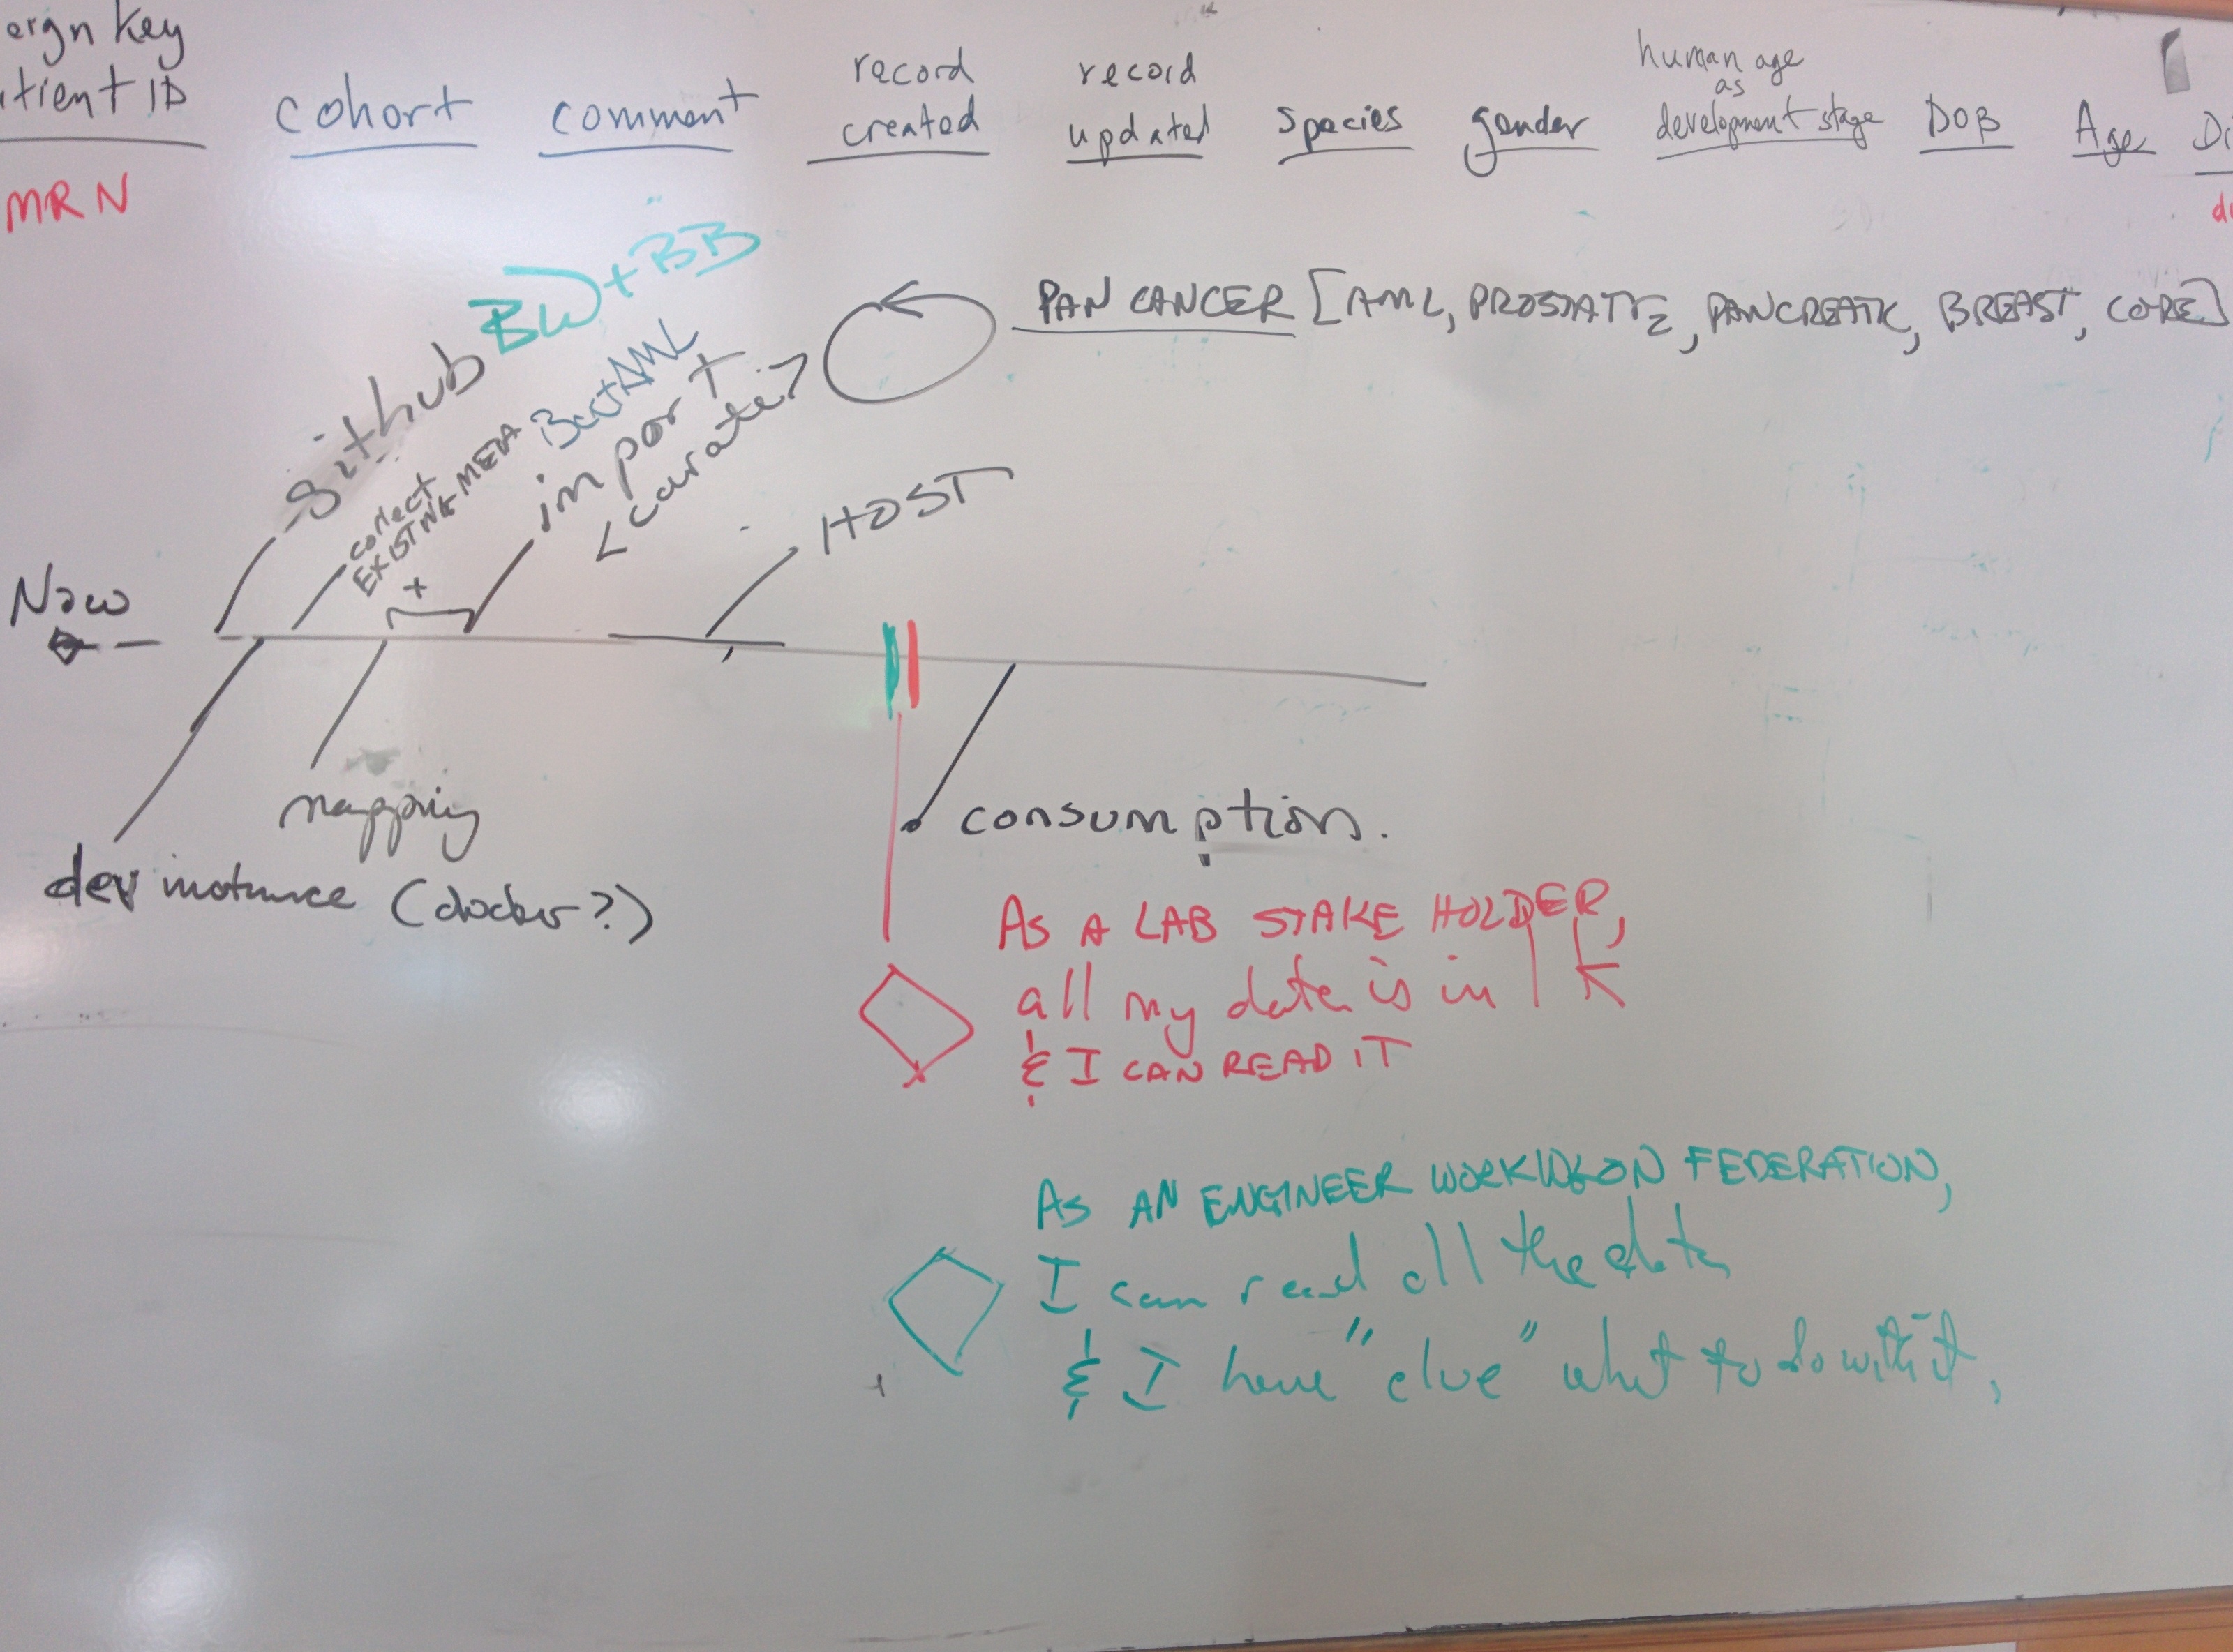 ergn key
tient ID
cohort
comment
record
created
record
updated
species
gender
human age
as
development stage
DOB
Age
Di
MRN
BW + BB
PAN CANCER [AML, PROSTATE, PANCREATIC, BREAST, CORE]
github
collect
EXISTING META
BeatAML
import
<curate?>
HOST
+
Now
mapping
dev instance (docker?)
consumption.
AS A LAB STAKE HOLDER,
all my data is in
& I CAN READ IT
AS AN ENGINEER WORKING ON FEDERATION,
I can read all the data
& I have "clue" what to do with it,